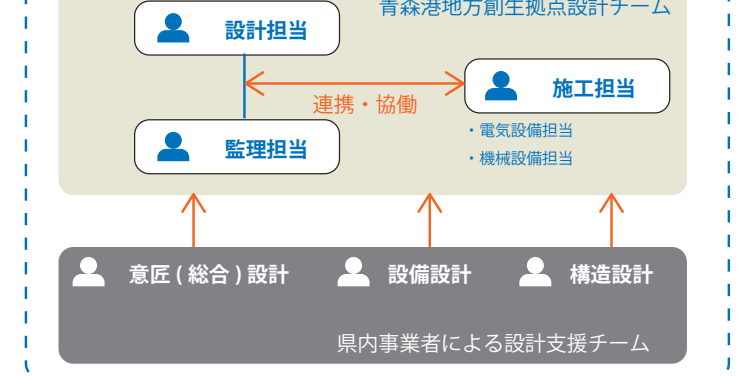 青森港地方創生拠点設計チーム
設計担当
連携・協働
施工担当
・電気設備担当
・機械設備担当
監理担当
意匠 ( 総合 ) 設計
設備設計
構造設計
県内事業者による設計支援チーム